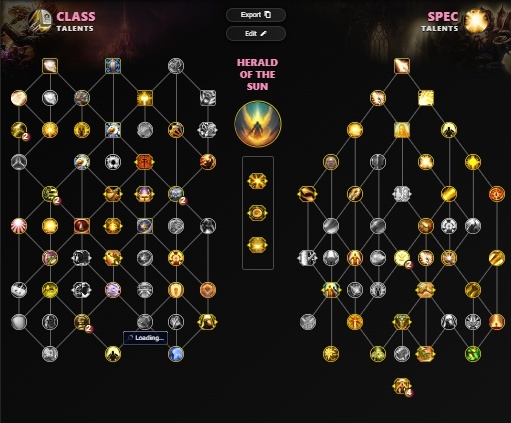 CLASS
TALENTS
Export
Edit
SPEC
TALENTS
HERALD
OF THE
SUN
2
2
2
2
2
4
Loading...